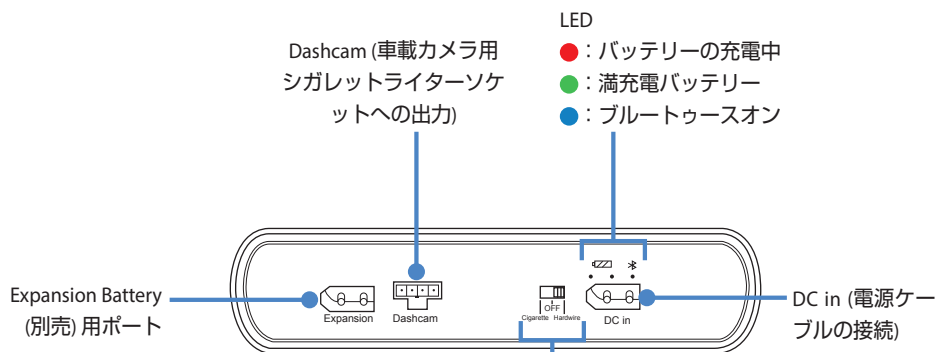 LED
●：バッテリーの充電中
●：満充電バッテリー
●：ブルートゥースオン
Dashcam (車載カメラ用
シガレットライターソケ
ットへの出力)
Expansion Battery
(別売) 用ポート
Expansion
Dashcam
OFF
Cigarette Hardwire
DC in
DC in (電源ケー
ブルの接続)